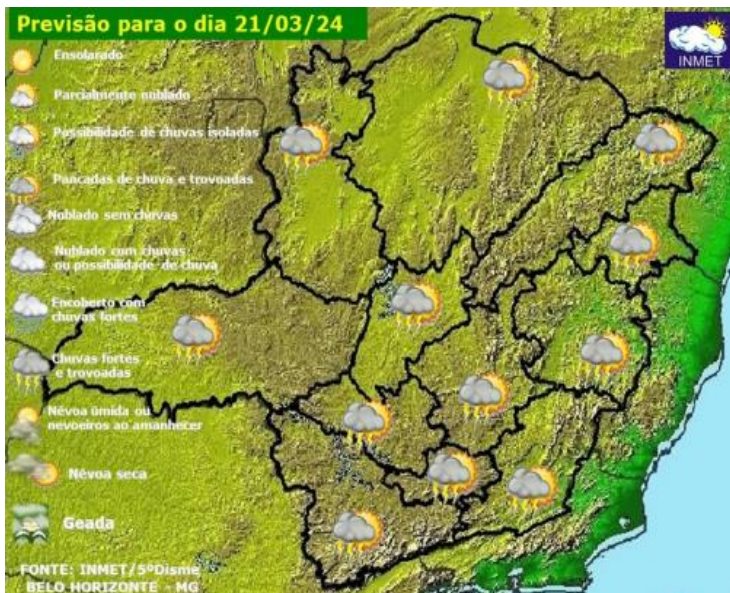 Previsão para o dia 21/03/24
INMET
Ensolarado
Parcialmente noblado
Possibilidade de chuvas isoladas
Pancadas de chuva e trovoadas
Noblado sem chuvas
Nublado com chuvas
ou possibilidade de chuva
Encoberto com
chuvas fortes
Chuvas fortes
e trovoadas
Névoa úmida ou
nevoeiros ao amanhecer
Névoa seca
Geada
FONTE: INMET/5ºDisme
BELO HORIZONTE - MG